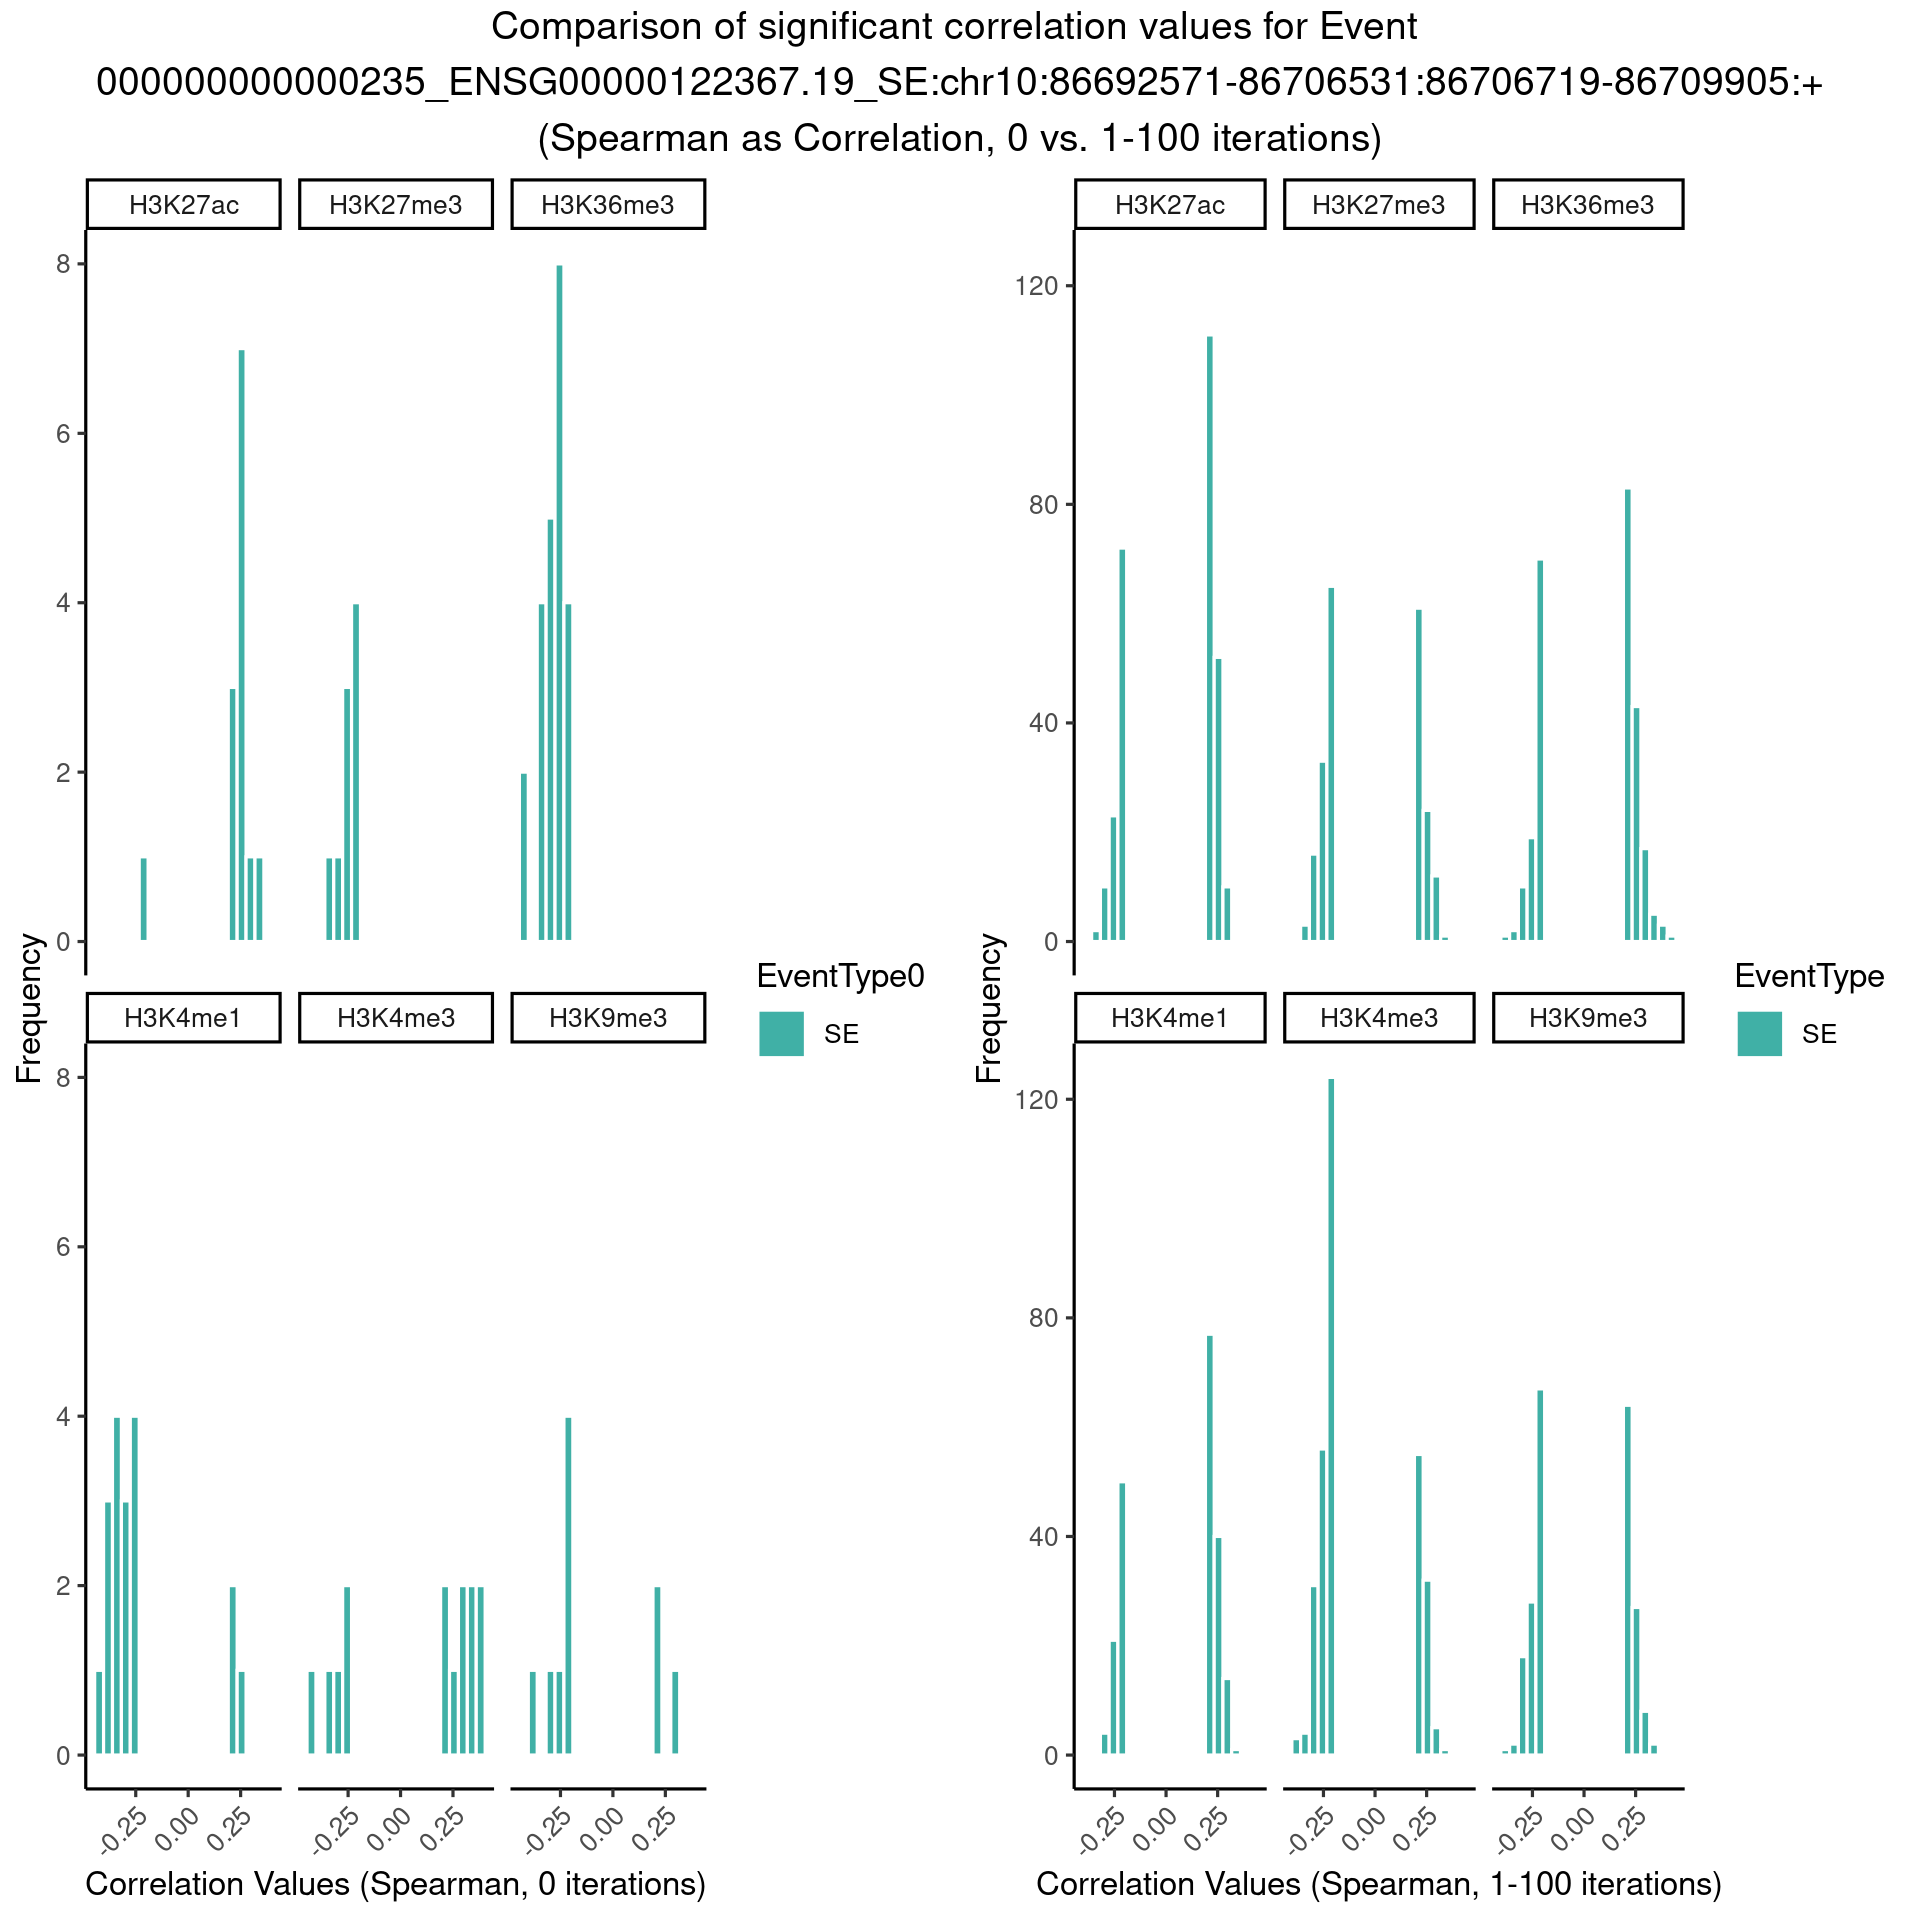 Comparison of significant correlation values for Event
000000000000235_ENSG00000122367.19_SE:chr10:86692571-86706531:86706719-86709905:+
(Spearman as Correlation, 0 vs. 1-100 iterations)
H3K27ac H3K27me3 H3K36me3
8
6
4
2
0
H3K4me1 H3K4me3 H3K9me3
8
6
4
2
0
-0.25 0.00 0.25 -0.25 0.00 0.25 -0.25 0.00 0.25
Frequency
Correlation Values (Spearman, 0 iterations)
EventType0
SE
H3K27ac H3K27me3 H3K36me3
120
80
40
0
H3K4me1 H3K4me3 H3K9me3
120
80
40
0
-0.25 0.00 0.25 -0.25 0.00 0.25 -0.25 0.00 0.25
Frequency
Correlation Values (Spearman, 1-100 iterations)
EventType
SE